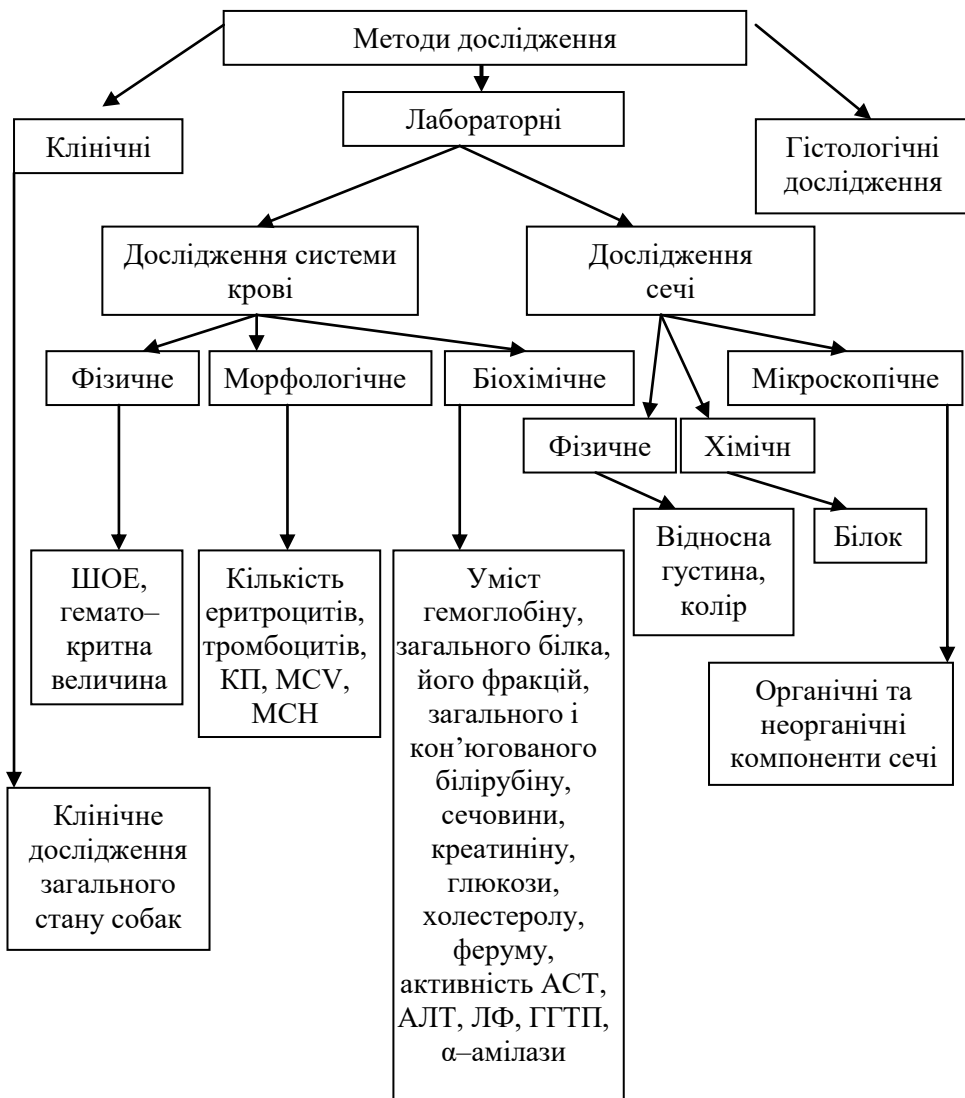 Методи дослідження
Лабораторні
Клінічні
Гістологічні
дослідження
Дослідження системи
крові
Дослідження
сечі
Фізичне
Морфологічне
Біохімічне
Мікроскопічне
Фізичне
Хімічн
Відносна
густина,
колір
Білок
ШОЕ,
гемато–
критна
величина
Кількість
еритроцитів,
тромбоцитів,
КП, MCV,
МСН
Уміст
гемоглобіну,
загального білка,
його фракцій,
загального і
кон’югованого
білірубіну,
сечовини,
креатиніну,
глюкози,
холестеролу,
феруму,
активність АСТ,
АЛТ, ЛФ, ГГТП,
α–амілази
Органічні та
неорганічні
компоненти сечі
Клінічне
дослідження
загального
стану собак